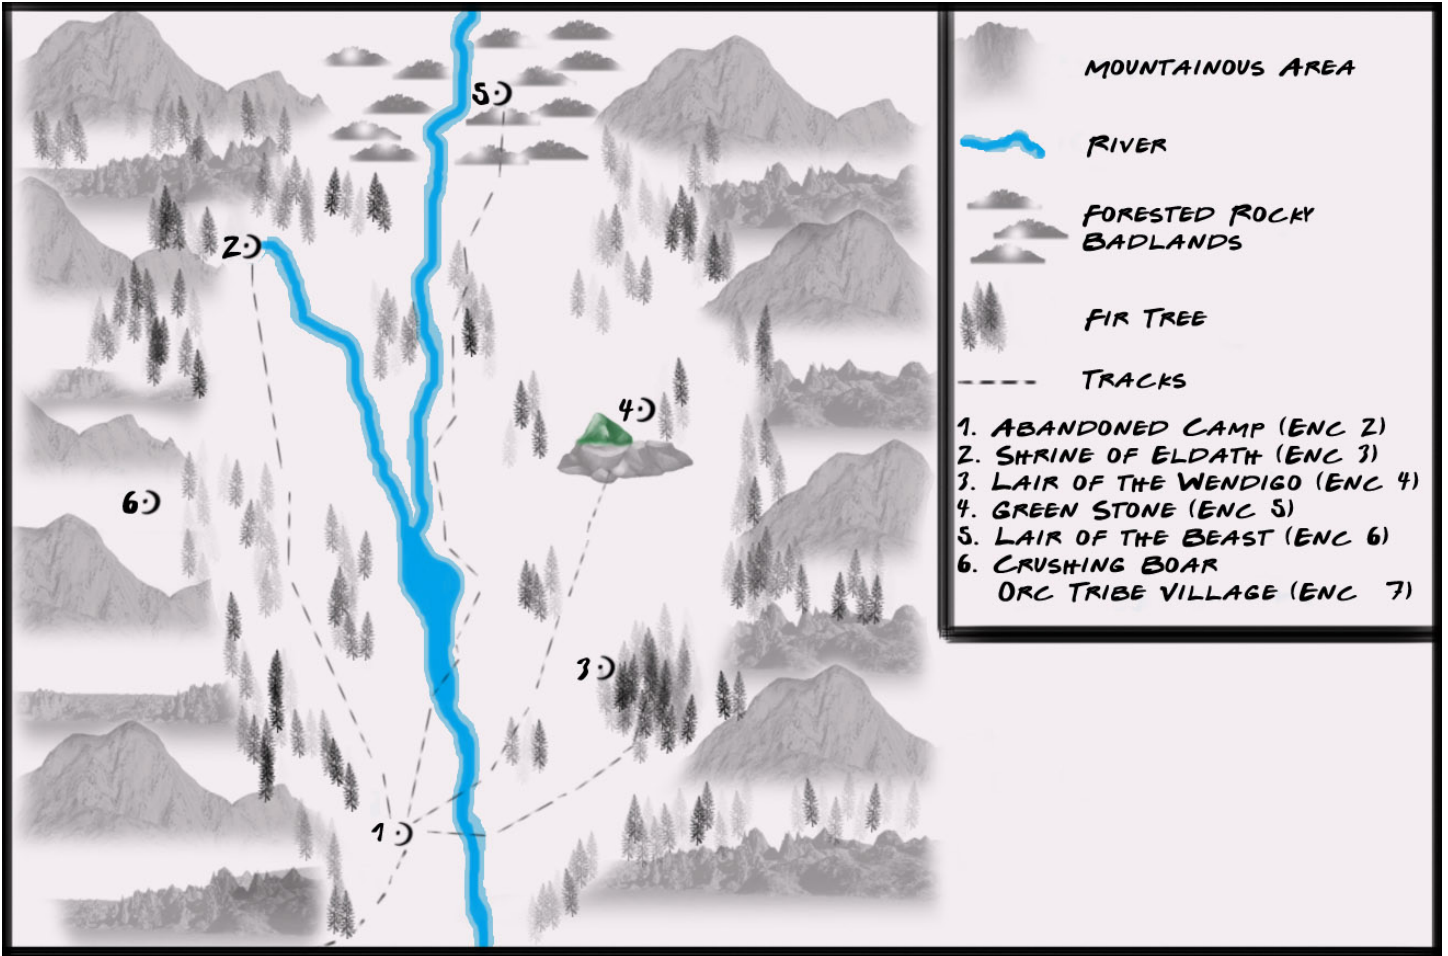 5
2
4
6
3
1
MOUNTAINOUS AREA
RIVER
FORESTED ROCKY
BADLANDS
FIR TREE
TRACKS
1. ABANDONED CAMP (ENC 2)
2. SHRINE OF ELDATH (ENC 3)
3. LAIR OF THE WENDIGO (ENC 4)
4. GREEN STONE (ENC 5)
5. LAIR OF THE BEAST (ENC 6)
6. CRUSHING BOAR
ORC TRIBE VILLAGE (ENC 7)